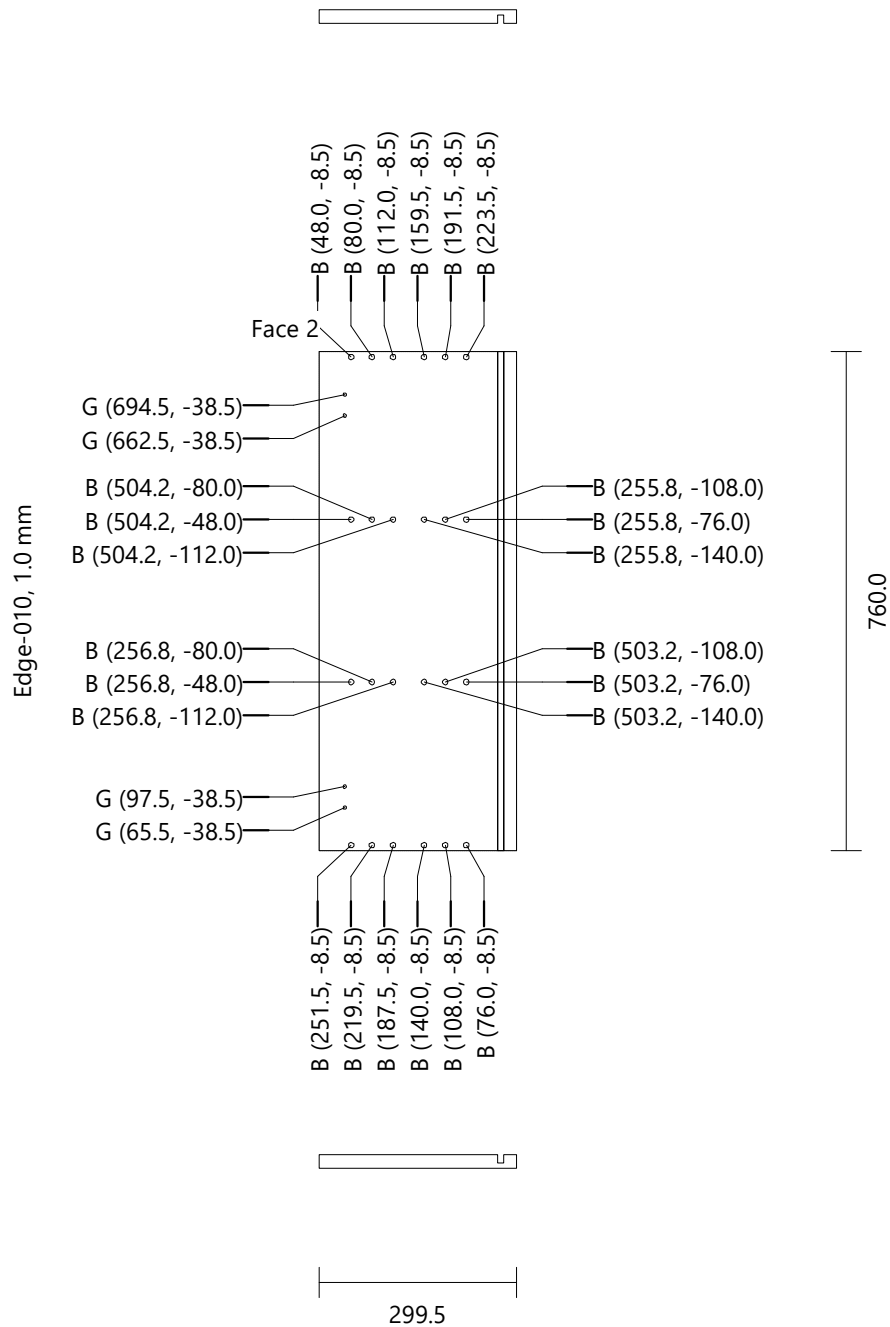 B (48.0, -8.5)
B (80.0, -8.5)
B (112.0, -8.5)
B (159.5, -8.5)
B (191.5, -8.5)
B (223.5, -8.5)
Face 2
G (694.5, -38.5)
G (662.5, -38.5)
B (504.2, -80.0)
B (504.2, -48.0)
B (504.2, -112.0)
B (255.8, -108.0)
B (255.8, -76.0)
B (255.8, -140.0)
Edge-010, 1.0 mm
760.0
B (256.8, -80.0)
B (256.8, -48.0)
B (256.8, -112.0)
B (503.2, -108.0)
B (503.2, -76.0)
B (503.2, -140.0)
G (97.5, -38.5)
G (65.5, -38.5)
B (251.5, -8.5)
B (219.5, -8.5)
B (187.5, -8.5)
B (140.0, -8.5)
B (108.0, -8.5)
B (76.0, -8.5)
299.5